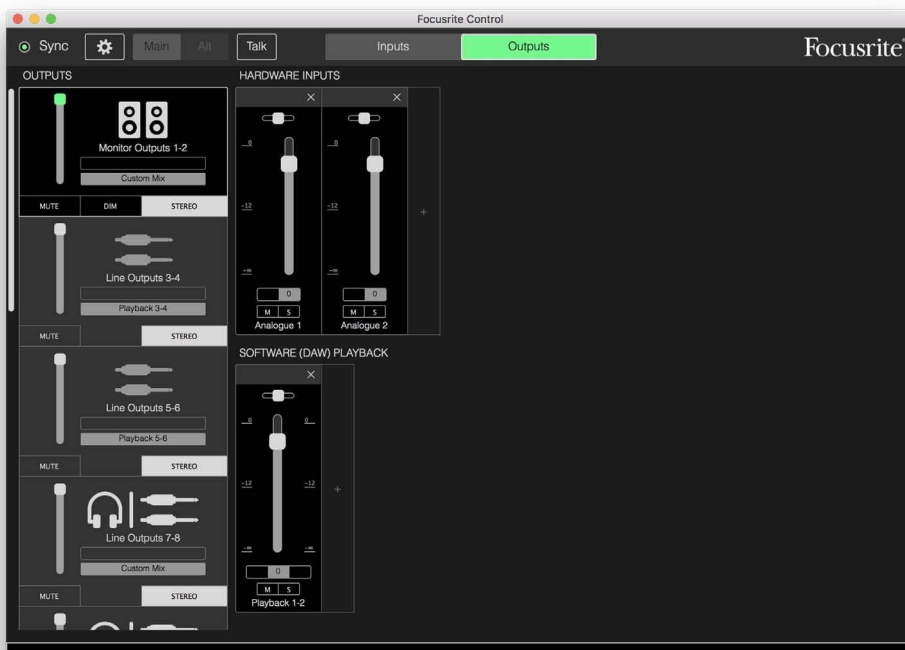 Focusrite Control
Sync Main Alt Talk Inputs Outputs Focusrite®
OUTPUTS
Monitor Outputs 1-2
Custom Mix
MUTE DIM STEREO
Line Outputs 3-4
Playback 3-4
MUTE STEREO
Line Outputs 5-6
Playback 5-6
MUTE STEREO
Line Outputs 7-8
Custom Mix
MUTE STEREO
HARDWARE INPUTS
0 0
-12 -12
-∞ -∞
0 0
M S M S
Analogue 1 Analogue 2
SOFTWARE (DAW) PLAYBACK
0 0
-12 -12
-∞ -∞
0
M S
Playback 1-2